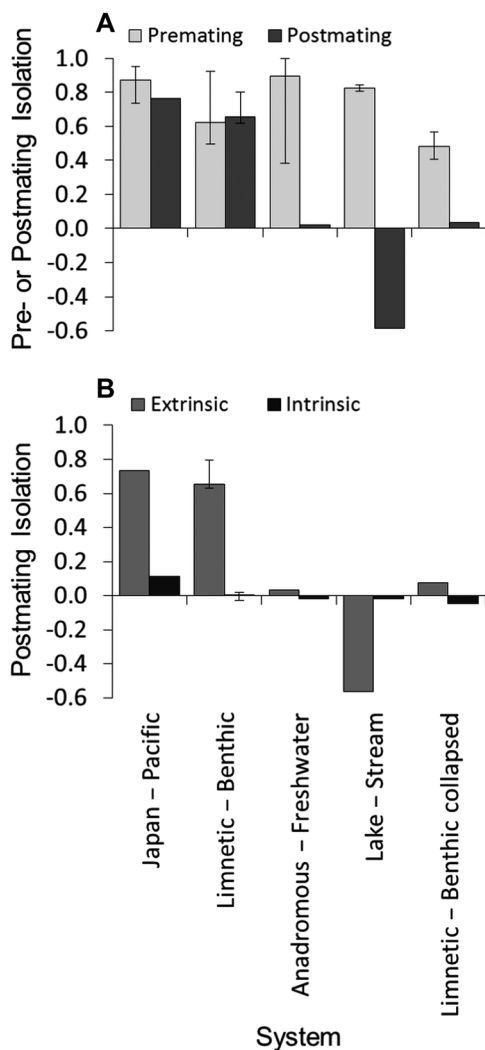 A
Premating
Postmating
Pre- or Postmating Isolation
1.0
0.8
0.6
0.4
0.2
0.0
-0.2
-0.4
-0.6
B
Extrinsic
Intrinsic
Postmating Isolation
1.0
0.8
0.6
0.4
0.2
0.0
-0.2
-0.4
-0.6
Japan – Pacific
Limnetic – Benthic
Anadromous – Freshwater
Lake – Stream
Limnetic – Benthic collapsed
System